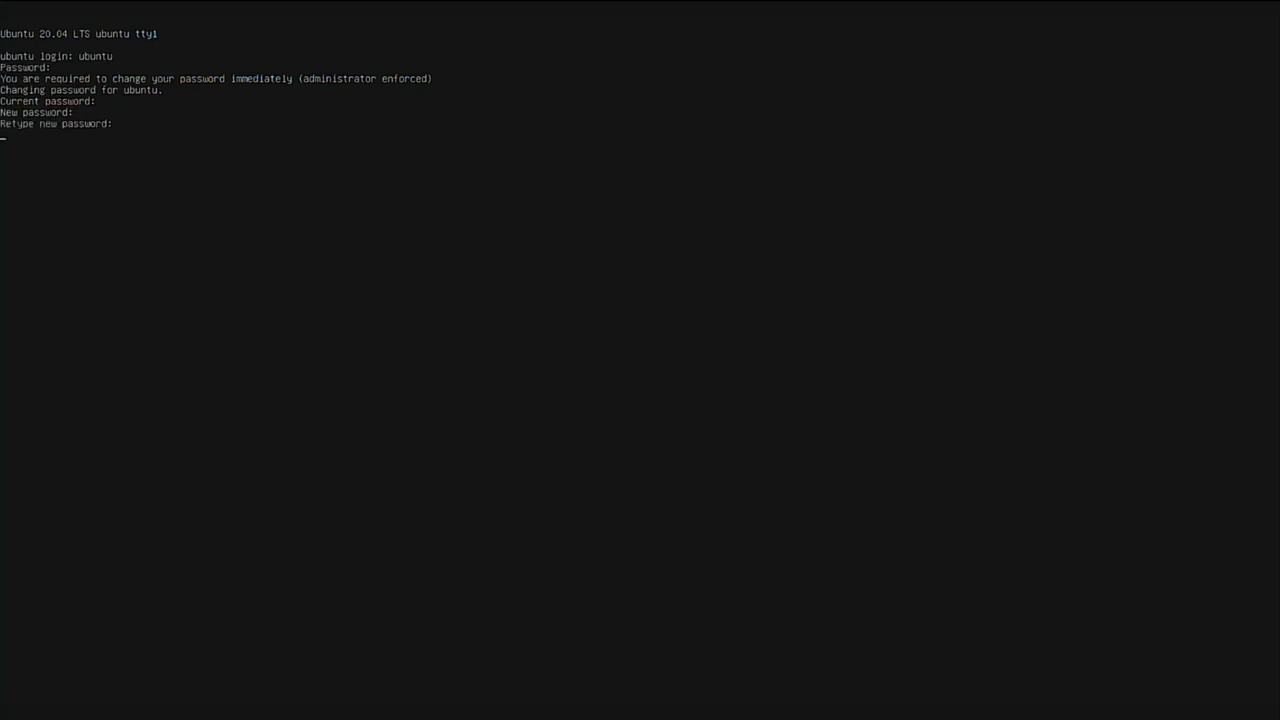 Ubuntu 20.04 LTS ubuntu tty1
ubuntu login: ubuntu
Password:
You are required to change your password immediately (administrator enforced)
Changing password for ubuntu.
Current password:
New password:
Retype new password: